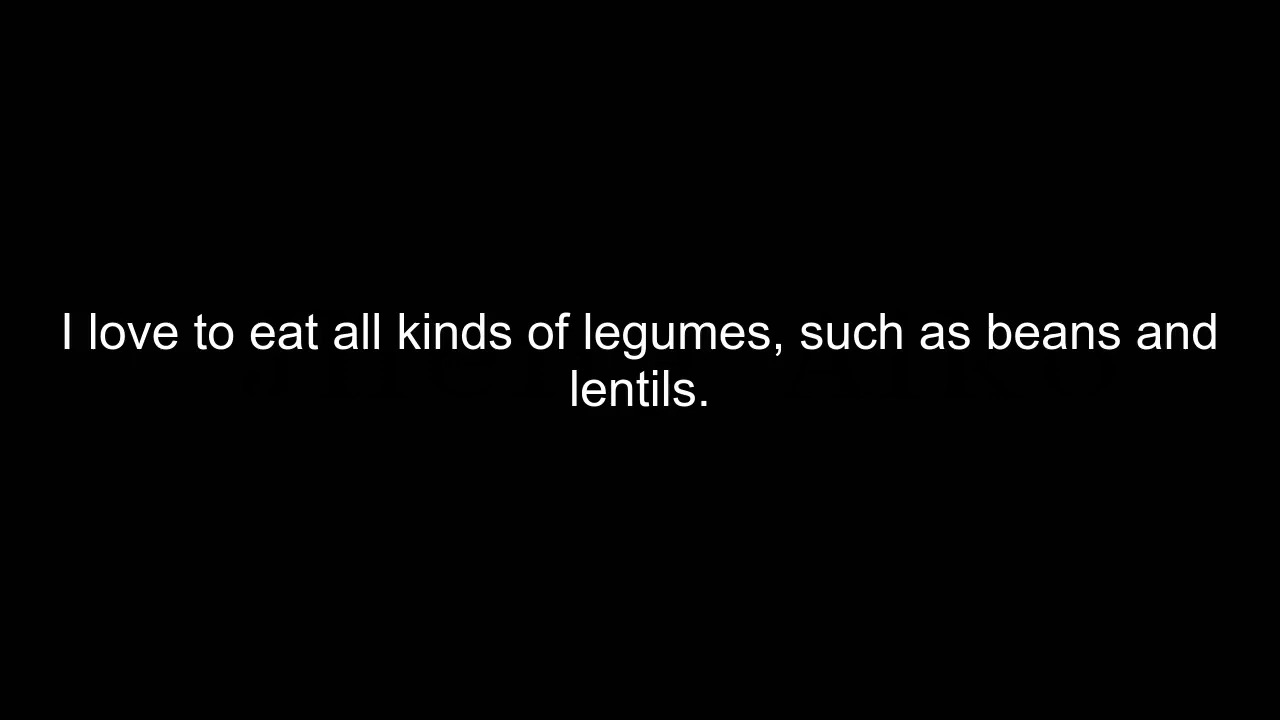 I love to eat all kinds of legumes, such as beans and
lentils.